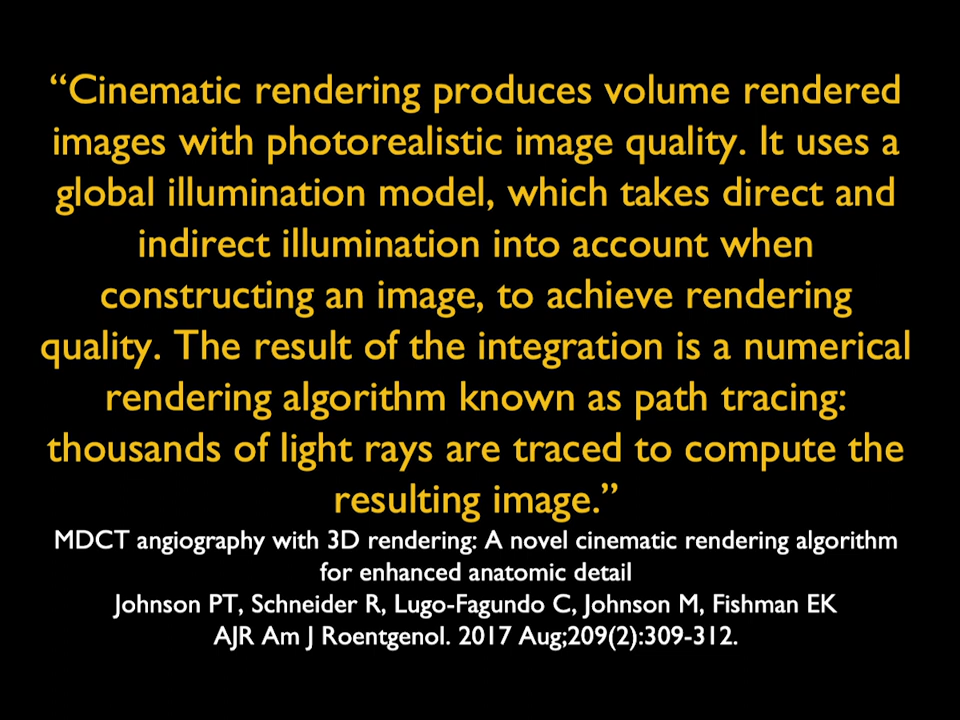 “Cinematic rendering produces volume rendered
images with photorealistic image quality. It uses a
global illumination model, which takes direct and
indirect illumination into account when
constructing an image, to achieve rendering
quality. The result of the integration is a numerical
rendering algorithm known as path tracing:
thousands of light rays are traced to compute the
resulting image.”
MDCT angiography with 3D rendering: A novel cinematic rendering algorithm
for enhanced anatomic detail
Johnson PT, Schneider R, Lugo-Fagundo C, Johnson M, Fishman EK
AJR Am J Roentgenol. 2017 Aug;209(2):309-312.